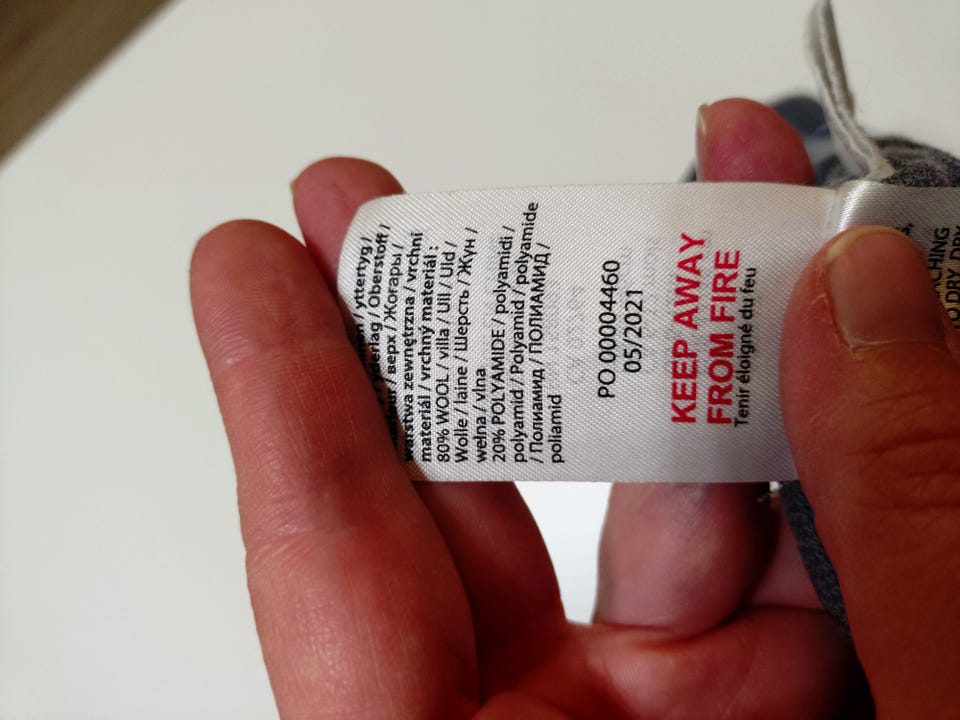 / yttertyg /
/ Oberstoff /
/ верх / Жоғары /
warstwa zewnętrzna / vrchní
materiál / vrchný materiál :
80% WOOL / villa / Ull / Uld /
Wolle / laine / Шерсть / Жүн /
wełna / vlna
20% POLYAMIDE / polyamidi /
polyamid / Polyamid / polyamide
/ Полиамид / ПОЛИАМИД /
poliamid
PO 00004460
05/2021
KEEP AWAY
FROM FIRE
Tenir éloigné du feu